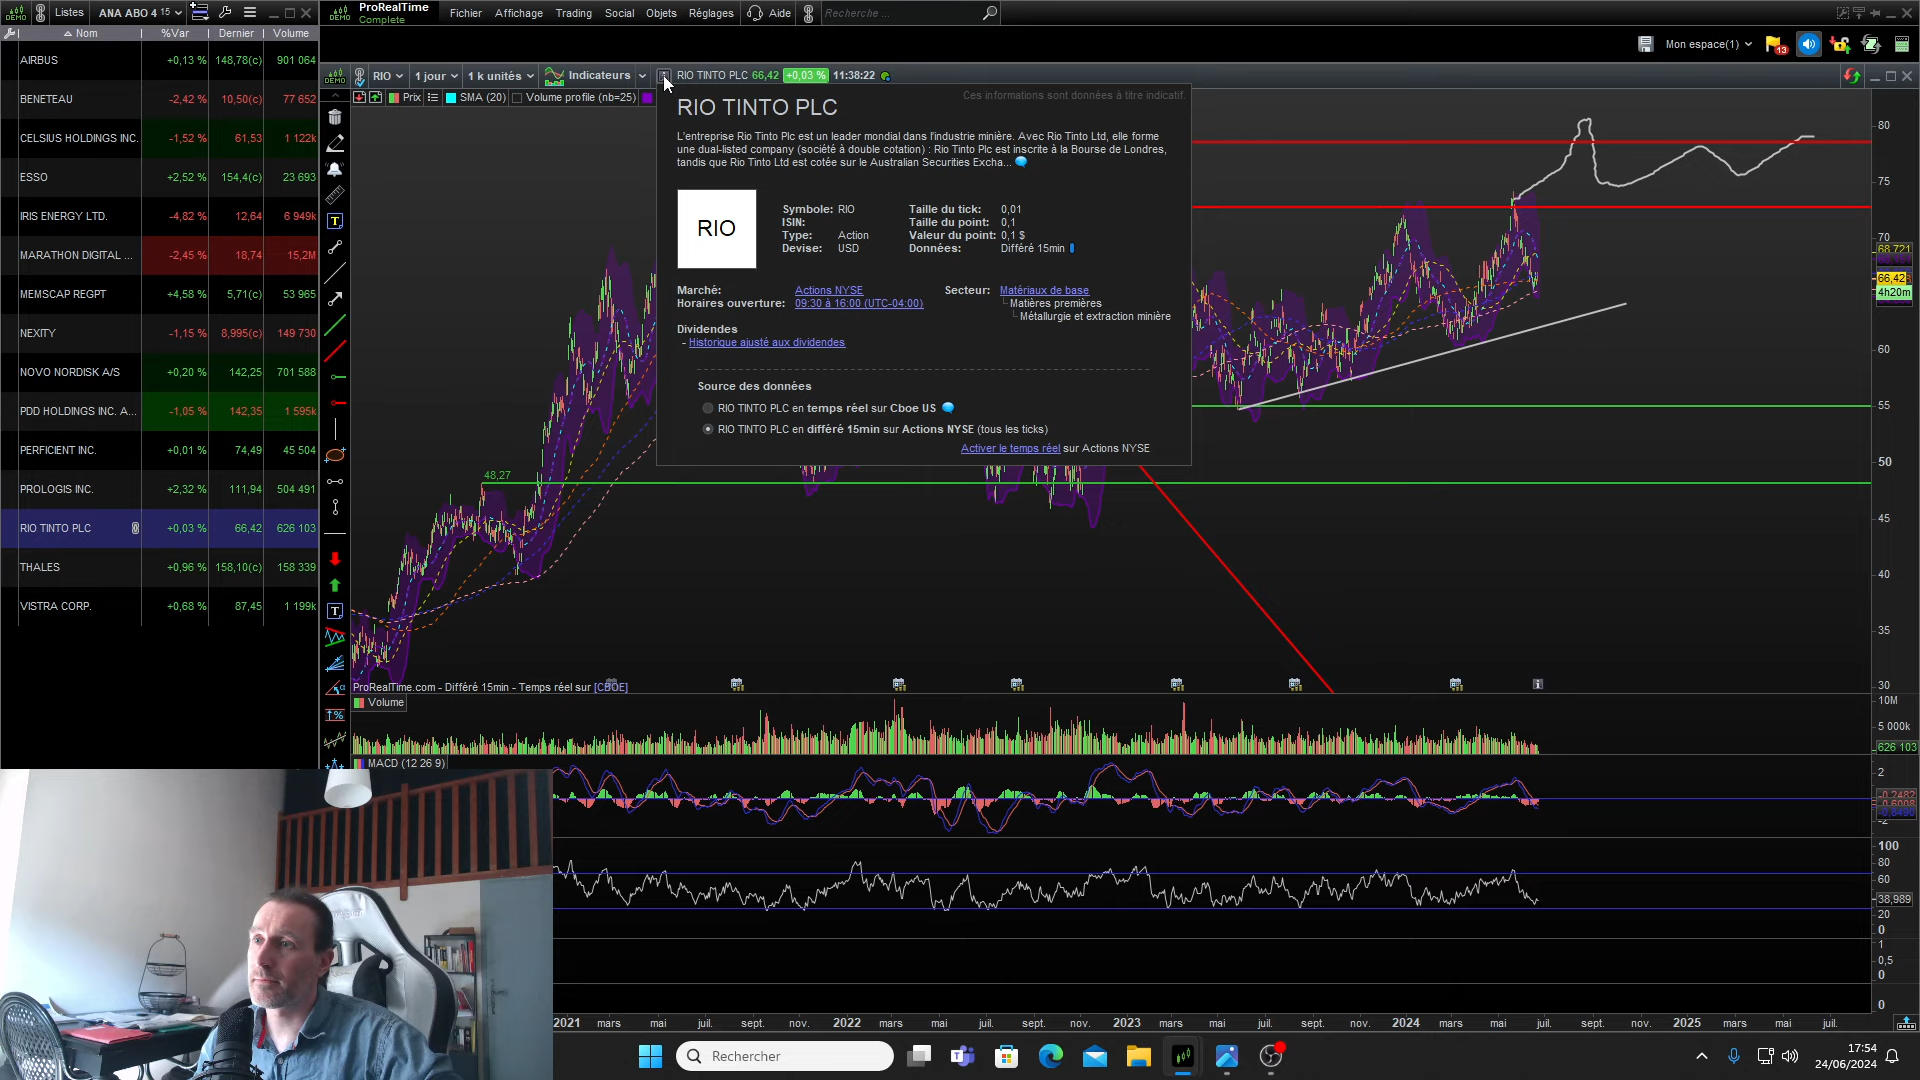 DEMO
Listes
ANA ABO 4 15
Nom %Var Dernier Volume
AIRBUS +0,13 % 148,78(c) 901 064
BENETEAU -2,42 % 10,50(c) 77 652
CELSIUS HOLDINGS INC. -1,52 % 61,53 1 122k
ESSO +2,52 % 154,4(c) 23 693
IRIS ENERGY LTD. -4,82 % 12,64 6 949k
MARATHON DIGITAL ... -2,45 % 18,74 15,2M
MEMSCAP REGPT +4,58 % 5,71(c) 53 965
NEXITY -1,15 % 8,995(c) 149 730
NOVO NORDISK A/S +0,20 % 142,25 701 588
PDD HOLDINGS INC. A... -1,05 % 142,35 1 595k
PERFICIENT INC. +0,01 % 74,49 45 504
PROLOGIS INC. +2,32 % 111,94 504 491
RIO TINTO PLC +0,03 % 66,42 626 103
THALES +0,96 % 158,10(c) 158 339
VISTRA CORP. +0,68 % 87,45 1 199k
DEMO
ProRealTime
Complete
Fichier Affichage Trading Social Objets Réglages Aide Recherche ...
Mon espace(1) 13
DEMO RIO 1 jour 1 k unités Indicateurs RIO TINTO PLC 66,42 +0,03 % 11:38:22
Prix SMA (20) Volume profile (nb=25)
Ces informations sont données à titre indicatif.
RIO TINTO PLC
L'entreprise Rio Tinto Plc est un leader mondial dans l'industrie minière. Avec Rio Tinto Ltd, elle forme
une dual-listed company (société à double cotation) : Rio Tinto Plc est inscrite à la Bourse de Londres,
tandis que Rio Tinto Ltd est cotée sur le Australian Securities Excha...
RIO
Symbole: RIO Taille du tick: 0,01
ISIN: Taille du point: 0,1
Type: Action Valeur du point: 0,1 $
Devise: USD Données: Différé 15min
Marché: Actions NYSE Secteur: Matériaux de base
Horaires ouverture: 09:30 à 16:00 (UTC-04:00) Matières premières
Métallurgie et extraction minière
Dividendes
- Historique ajusté aux dividendes
Source des données
RIO TINTO PLC en temps réel sur Cboe US
RIO TINTO PLC en différé 15min sur Actions NYSE (tous les ticks)
Activer le temps réel sur Actions NYSE
48,27
80
75
70
68,721
66,42
4h20m
60
55
50
45
40
35
30
ProRealTime.com - Différé 15min - Temps réel sur [CBOE]
Volume
10M
5 000k
626 103
MACD (12 26 9)
2
-0,2482
-0,6008
-0,8490
-2
100
80
60
38,989
20
0
1
0,5
0
0
2021 mars mai juil. sept. nov. 2022 mars mai juil. sept. nov. 2023 mars mai juil. sept. nov. 2024 mars mai juil. sept. nov. 2025 mars mai juil.
Rechercher
17:54
24/06/2024